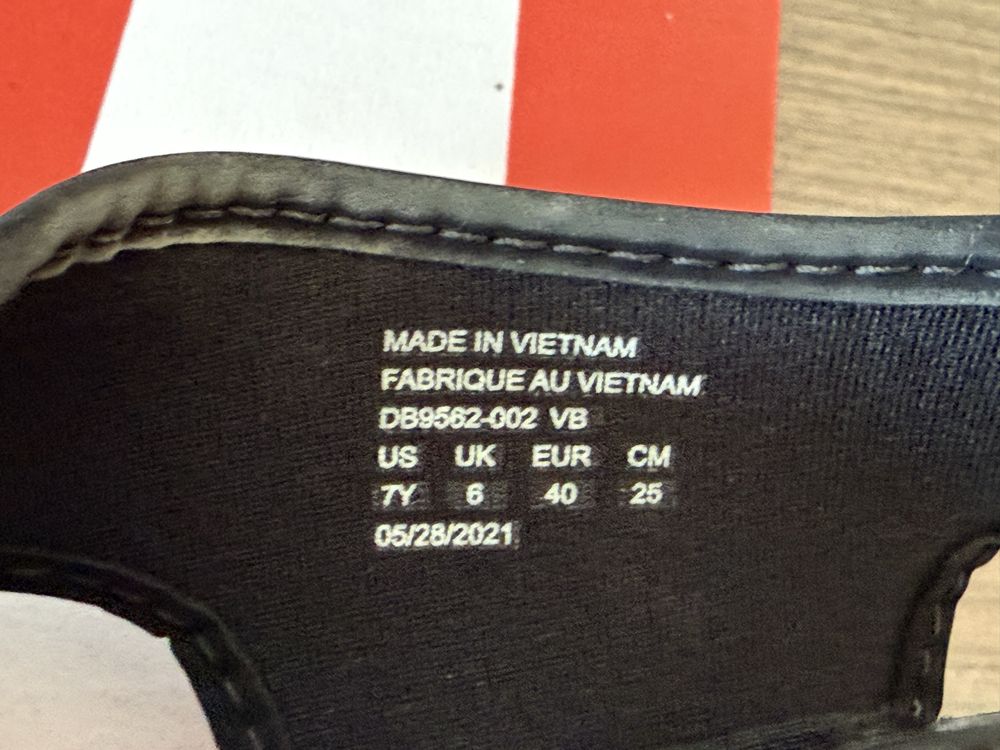 MADE IN VIETNAM
FABRIQUE AU VIETNAM
DB9562-002 VB
US UK EUR CM
7Y 6 40 25
05/28/2021